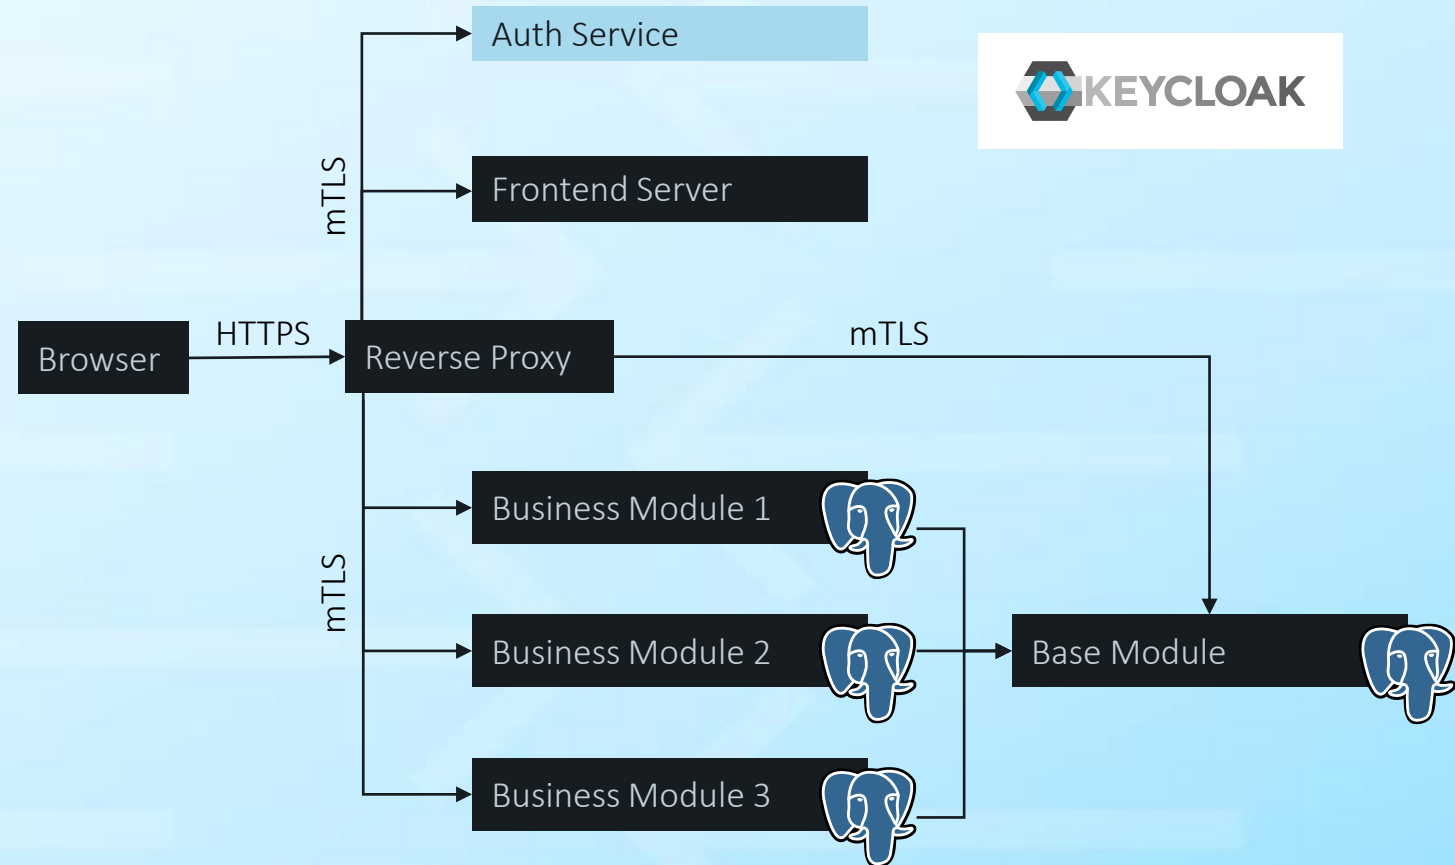 Auth Service
KEYCLOAK
mTLS
Frontend Server
HTTPS
mTLS
Browser
Reverse Proxy
Business Module 1
mTLS
Business Module 2
Base Module
Business Module 3